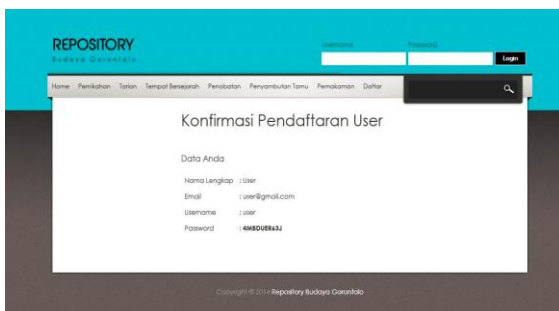 REPOSITORY
Budaya Gorontalo
Username
Password
Login
Home Pernikahan Tarian Tempat Bersejarah Penobatan Penyambutan Tamu Pemakaman Daftar
Konfirmasi Pendaftaran User
Data Anda
Nama Lengkap : User
Email : user@gmail.com
Username : user
Password : 4MBDUER63J
Copyright © 2014 Repository Budaya Gorontalo